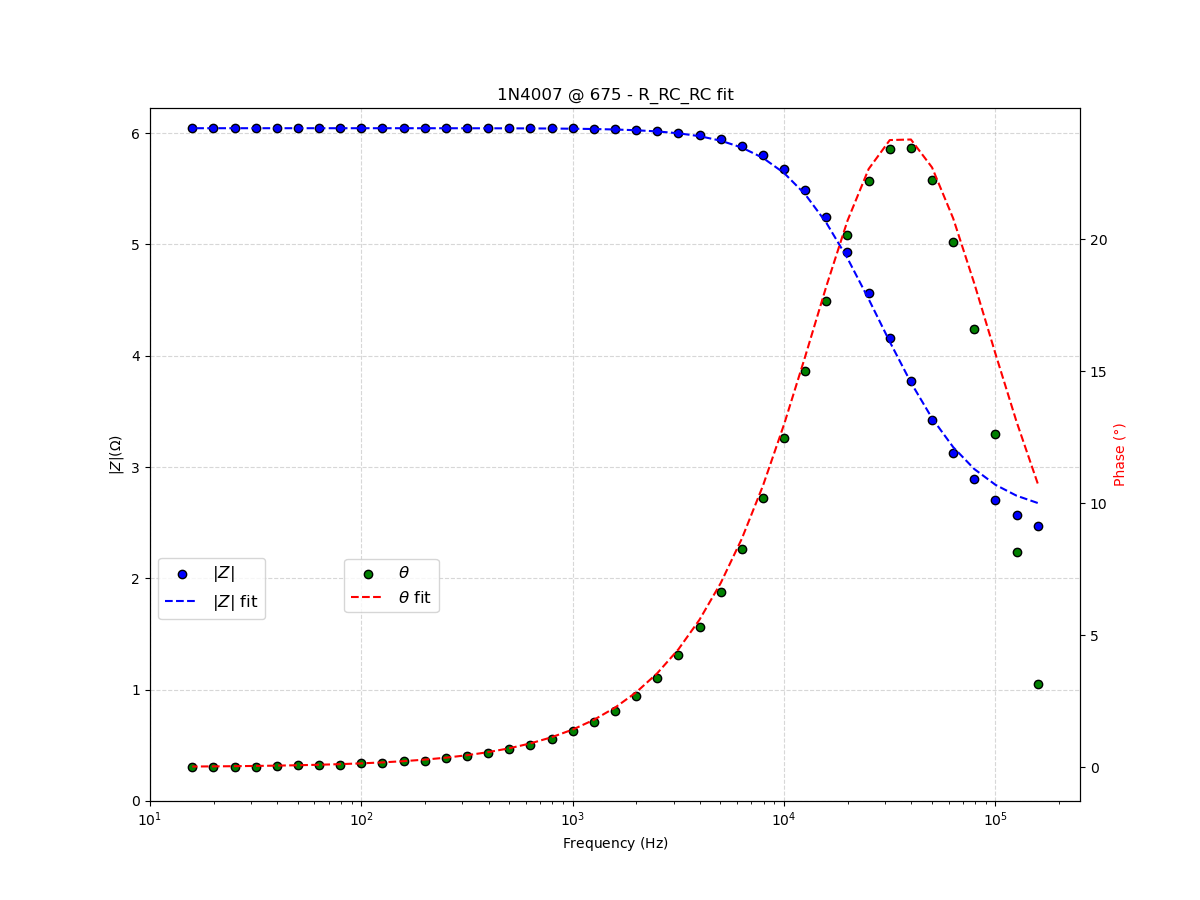 1N4007 @ 675 - R_RC_RC fit
|Z|(Ω)
6
5
4
3
2
1
0
|Z|
|Z| fit
θ
θ fit
20
15
10
5
0
Phase (°)
10¹
10²
10³
10⁴
10⁵
Frequency (Hz)